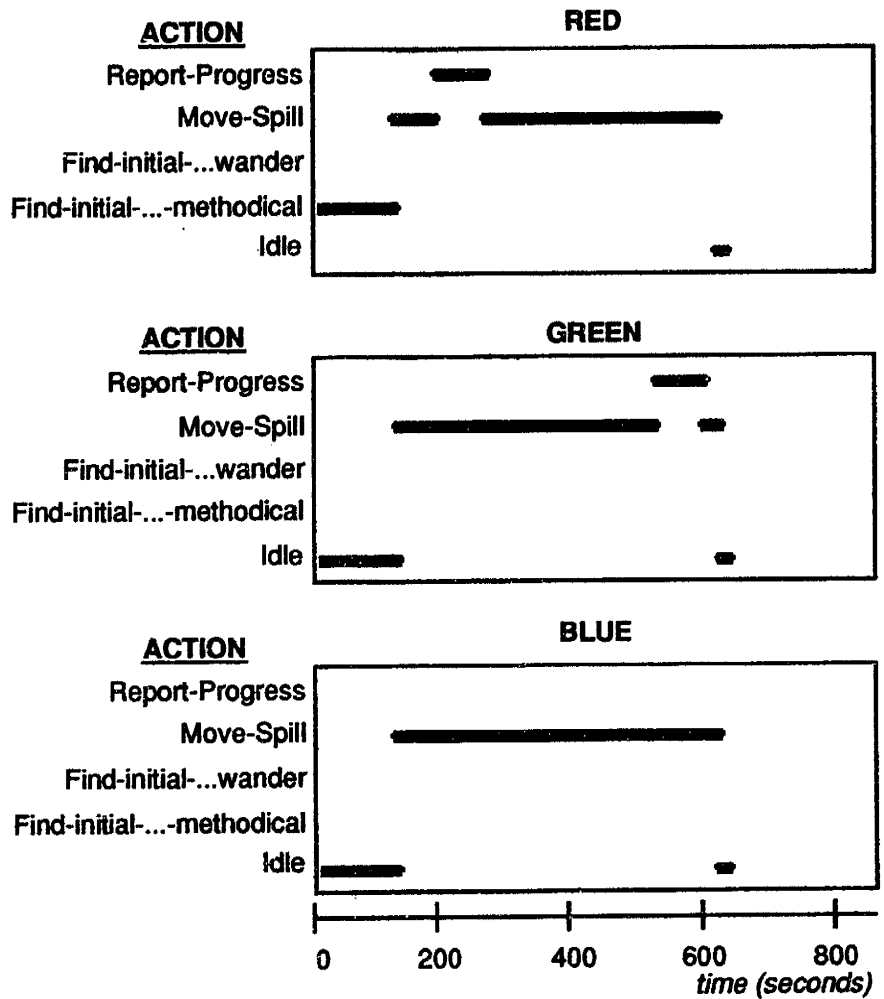 RED
ACTION
Report-Progress
Move-Spill
Find-initial-...wander
Find-initial-...-methodical
Idle
GREEN
ACTION
Report-Progress
Move-Spill
Find-initial-...wander
Find-initial-...-methodical
Idle
BLUE
ACTION
Report-Progress
Move-Spill
Find-initial-...wander
Find-initial-...-methodical
Idle
0 200 400 600 800
time (seconds)